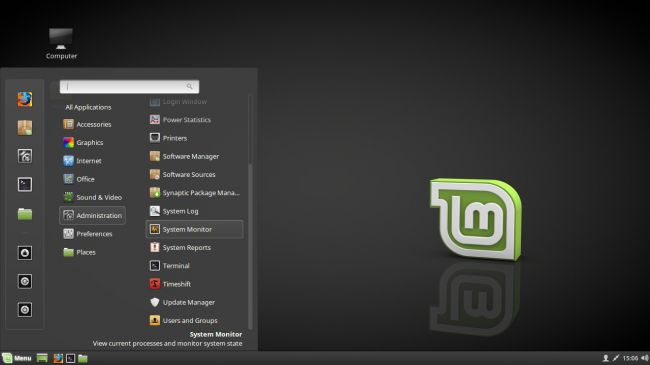 Computer
All Applications
Accessories
Graphics
Internet
Office
Sound & Video
Administration
Preferences
Places
Login Window
Power Statistics
Printers
Software Manager
Software Sources
Synaptic Package Mana...
System Log
System Monitor
System Reports
Terminal
Timeshift
Update Manager
Users and Groups
System Monitor
View current processes and monitor system state
Menu
15:06